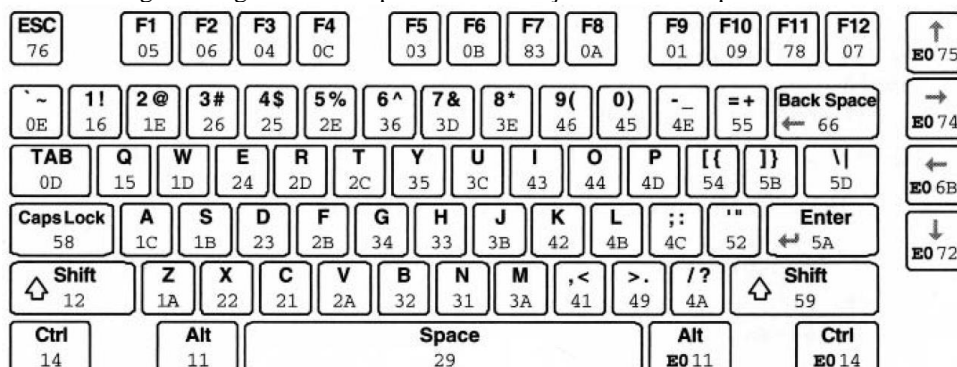 ESC F1 F2 F3 F4 F5 F6 F7 F8 F9 F10 F11 F12 ↑
76 05 06 04 0C 03 0B 83 0A 01 09 78 07 E0 75
` ~ 1! 2@ 3# 4$ 5% 6^ 7& 8* 9( 0) -_ =+ Back Space →
0E 16 1E 26 25 2E 36 3D 3E 46 45 4E 55 ← 66 E0 74
TAB Q W E R T Y U I O P [{ ]} \| ←
0D 15 1D 24 2D 2C 35 3C 43 44 4D 54 5B 5D E0 6B
Caps Lock A S D F G H J K L ;: '" Enter ↓
58 1C 1B 23 2B 34 33 3B 42 4B 4C 52 ↵ 5A E0 72
Shift Z X C V B N M ,< >. /? Shift
12 1A 22 21 2A 32 31 3A 41 49 4A 59
Ctrl Alt Space Alt Ctrl
14 11 29 E0 11 E0 14